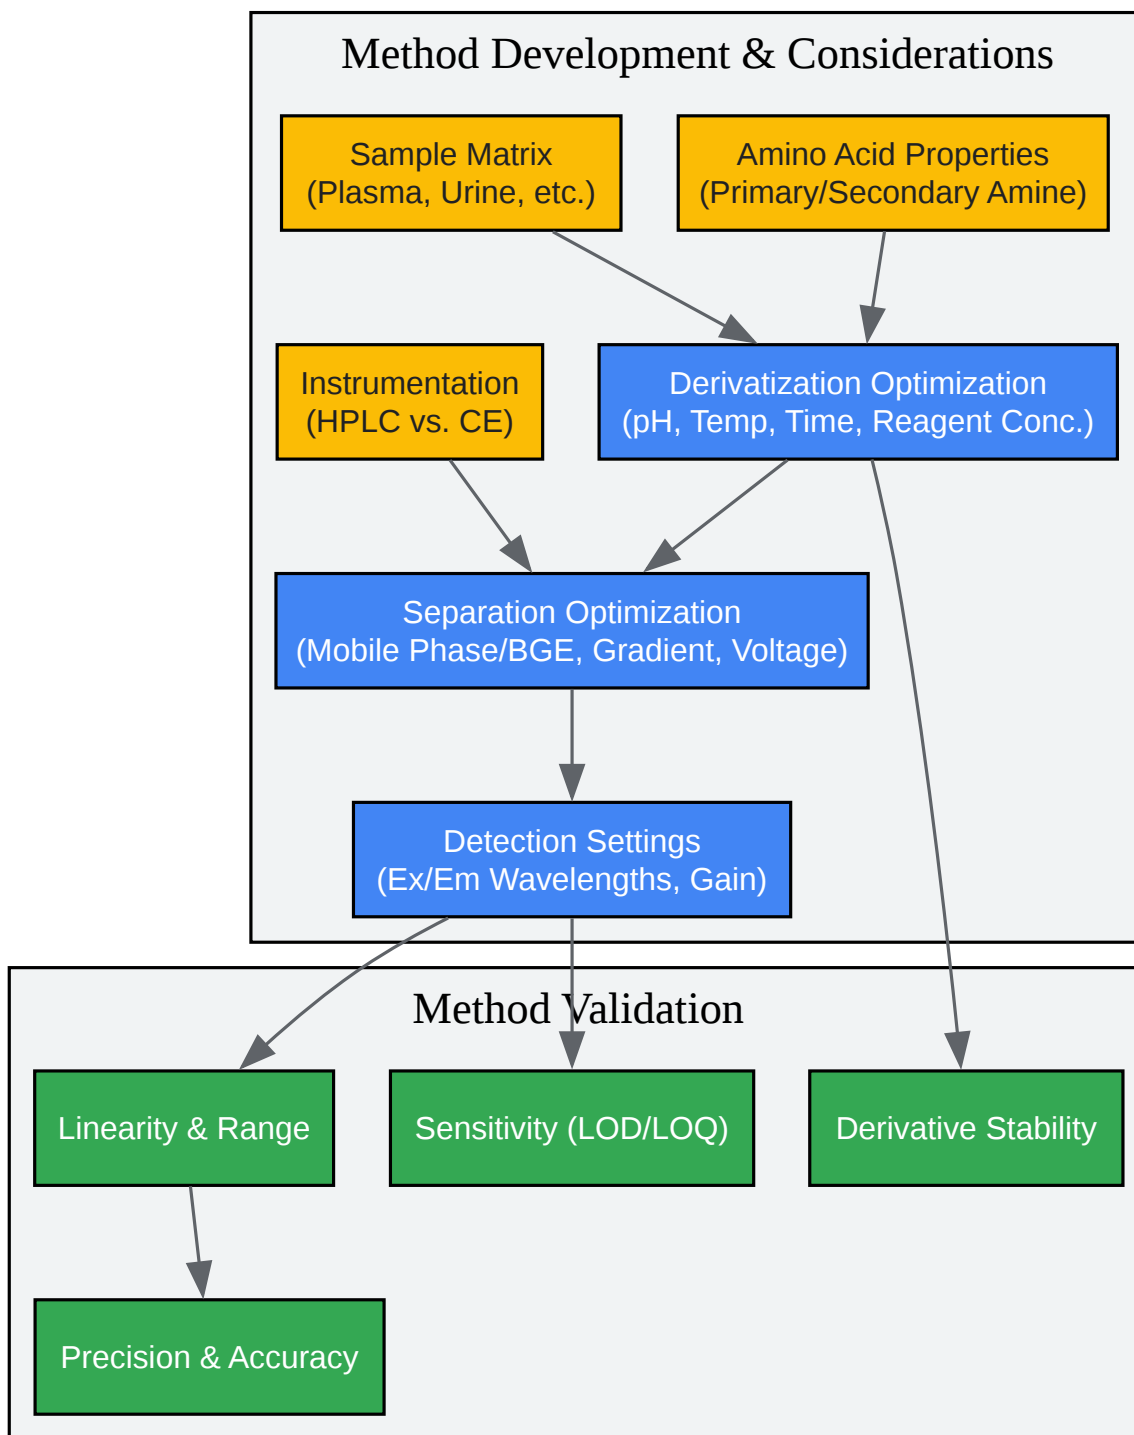 Method Development & Considerations
Sample Matrix
(Plasma, Urine, etc.)
Amino Acid Properties
(Primary/Secondary Amine)
Instrumentation
(HPLC vs. CE)
Derivatization Optimization
(pH, Temp, Time, Reagent Conc.)
Separation Optimization
(Mobile Phase/BGE, Gradient, Voltage)
Detection Settings
(Ex/Em Wavelengths, Gain)
Method Validation
Linearity & Range
Sensitivity (LOD/LOQ)
Derivative Stability
Precision & Accuracy